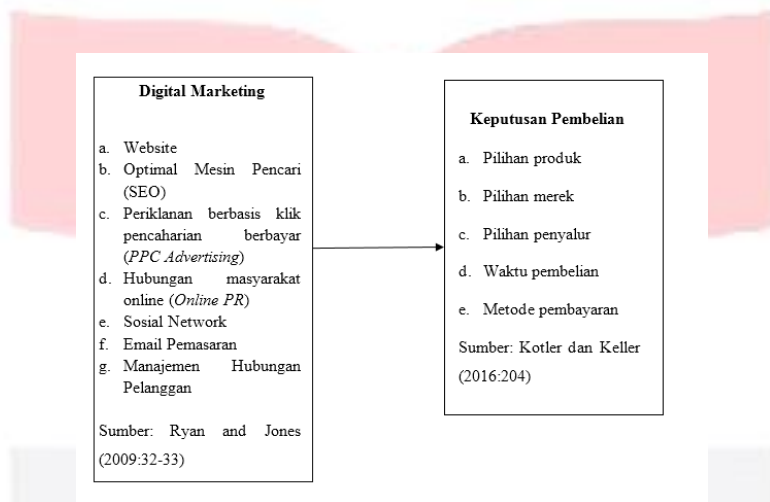 Digital Marketing
a. Website
b. Optimal Mesin Pencari
(SEO)
c. Periklanan berbasis klik
pencaharian berbayar
(PPC Advertising)
d. Hubungan masyarakat
online (Online PR)
e. Sosial Network
f. Email Pemasaran
g. Manajemen Hubungan
Pelanggan
Sumber: Ryan and Jones
(2009:32-33)
Keputusan Pembelian
a. Pilihan produk
b. Pilihan merek
c. Pilihan penyalur
d. Waktu pembelian
e. Metode pembayaran
Sumber: Kotler dan Keller
(2016:204)